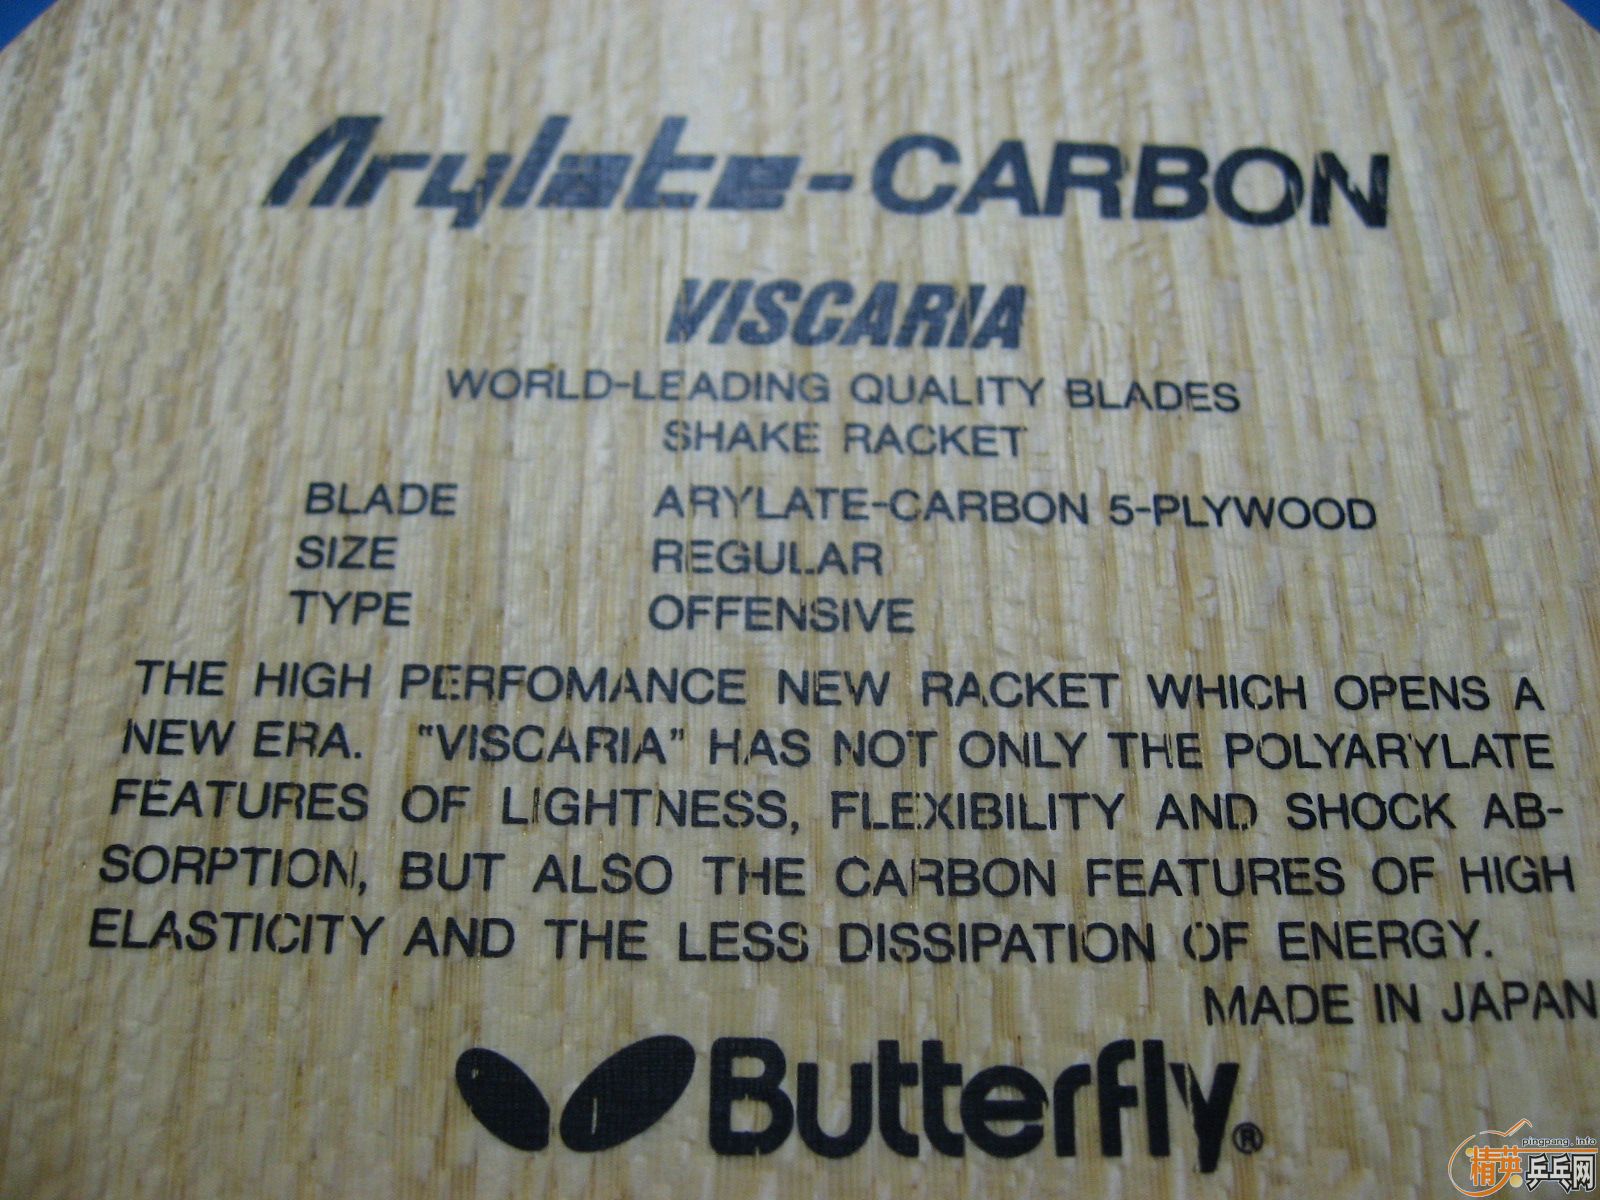 Arylate-CARBON
VISCARIA
WORLD-LEADING QUALITY BLADES
SHAKE RACKET
BLADE ARYLATE-CARBON 5-PLYWOOD
SIZE REGULAR
TYPE OFFENSIVE
THE HIGH PERFOMANCE NEW RACKET WHICH OPENS A
NEW ERA. "VISCARIA" HAS NOT ONLY THE POLYARYLATE
FEATURES OF LIGHTNESS, FLEXIBILITY AND SHOCK AB-
SORPTION, BUT ALSO THE CARBON FEATURES OF HIGH
ELASTICITY AND THE LESS DISSIPATION OF ENERGY.
MADE IN JAPAN
Butterfly®
pingpang.info
精英乒乓网